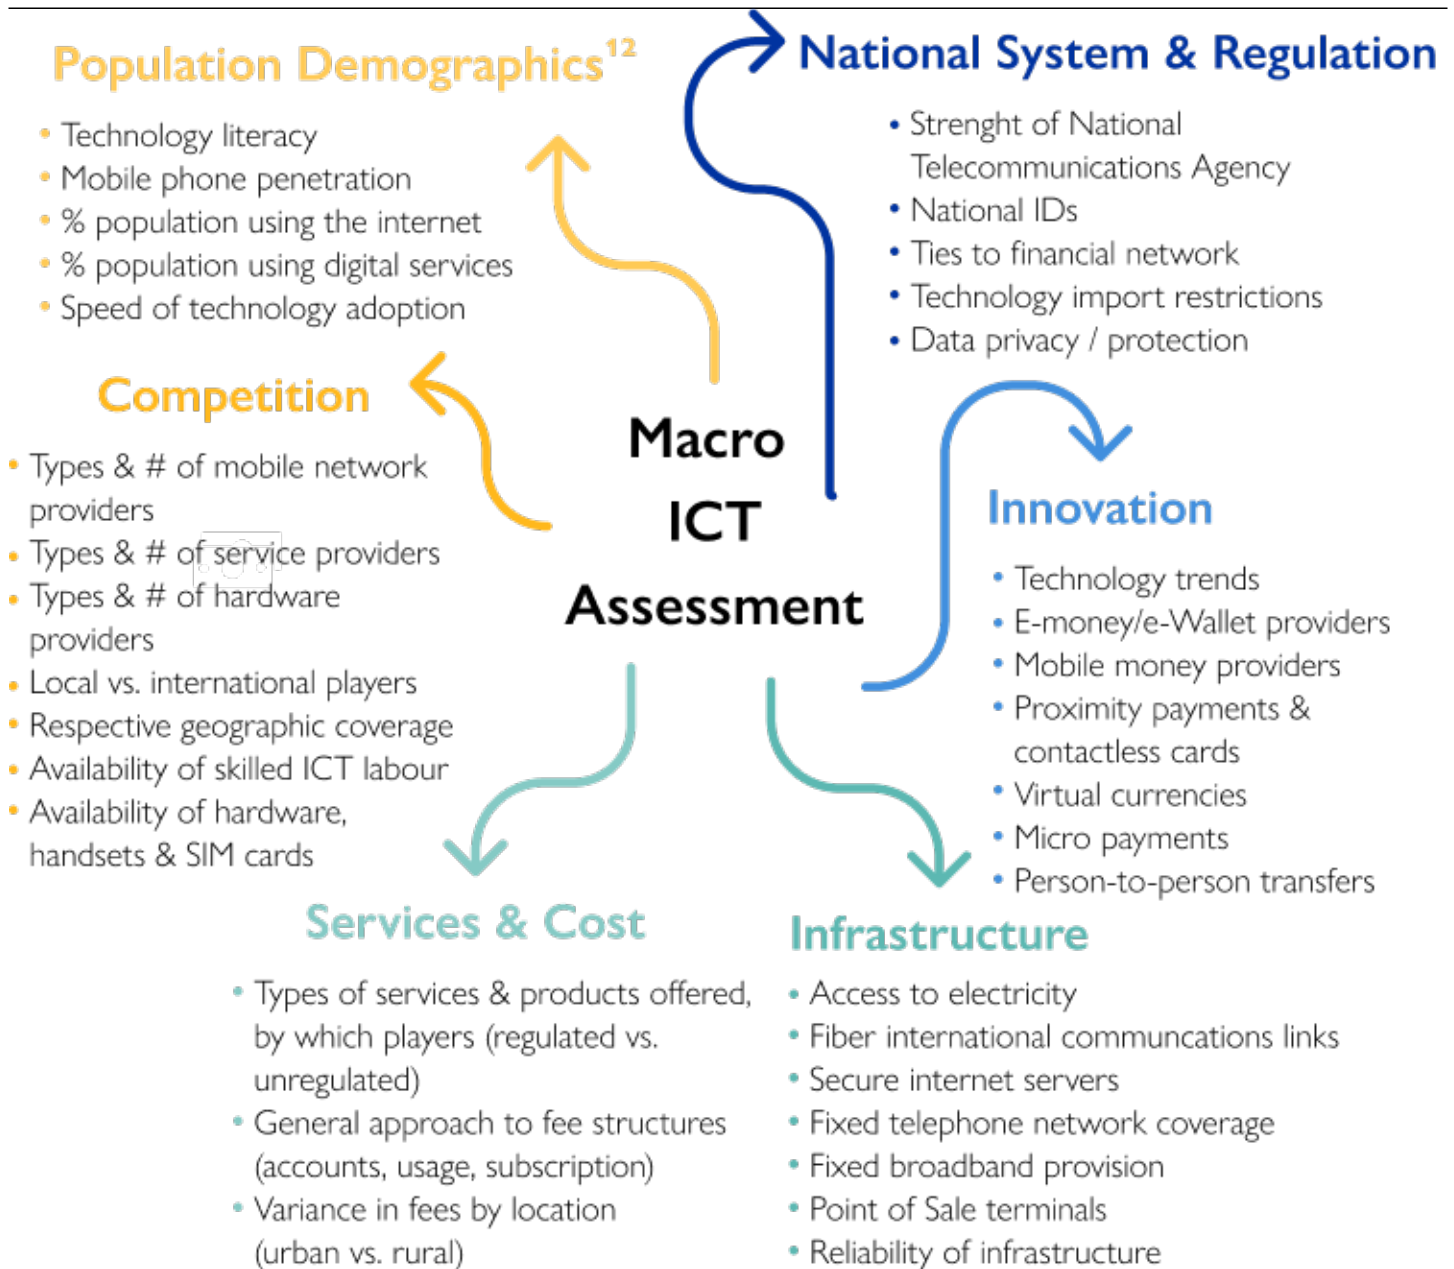 Population Demographics¹²
• Technology literacy
• Mobile phone penetration
• % population using the internet
• % population using digital services
• Speed of technology adoption
National System & Regulation
• Strenght of National
Telecommunications Agency
• National IDs
• Ties to financial network
• Technology import restrictions
• Data privacy / protection
Competition
• Types & # of mobile network
providers
• Types & # of service providers
• Types & # of hardware
providers
• Local vs. international players
• Respective geographic coverage
• Availability of skilled ICT labour
• Availability of hardware,
handsets & SIM cards
Macro
ICT
Assessment
Innovation
• Technology trends
• E-money/e-Wallet providers
• Mobile money providers
• Proximity payments &
contactless cards
• Virtual currencies
• Micro payments
• Person-to-person transfers
Services & Cost
• Types of services & products offered,
by which players (regulated vs.
unregulated)
• General approach to fee structures
(accounts, usage, subscription)
• Variance in fees by location
(urban vs. rural)
Infrastructure
• Access to electricity
• Fiber international communcations links
• Secure internet servers
• Fixed telephone network coverage
• Fixed broadband provision
• Point of Sale terminals
• Reliability of infrastructure